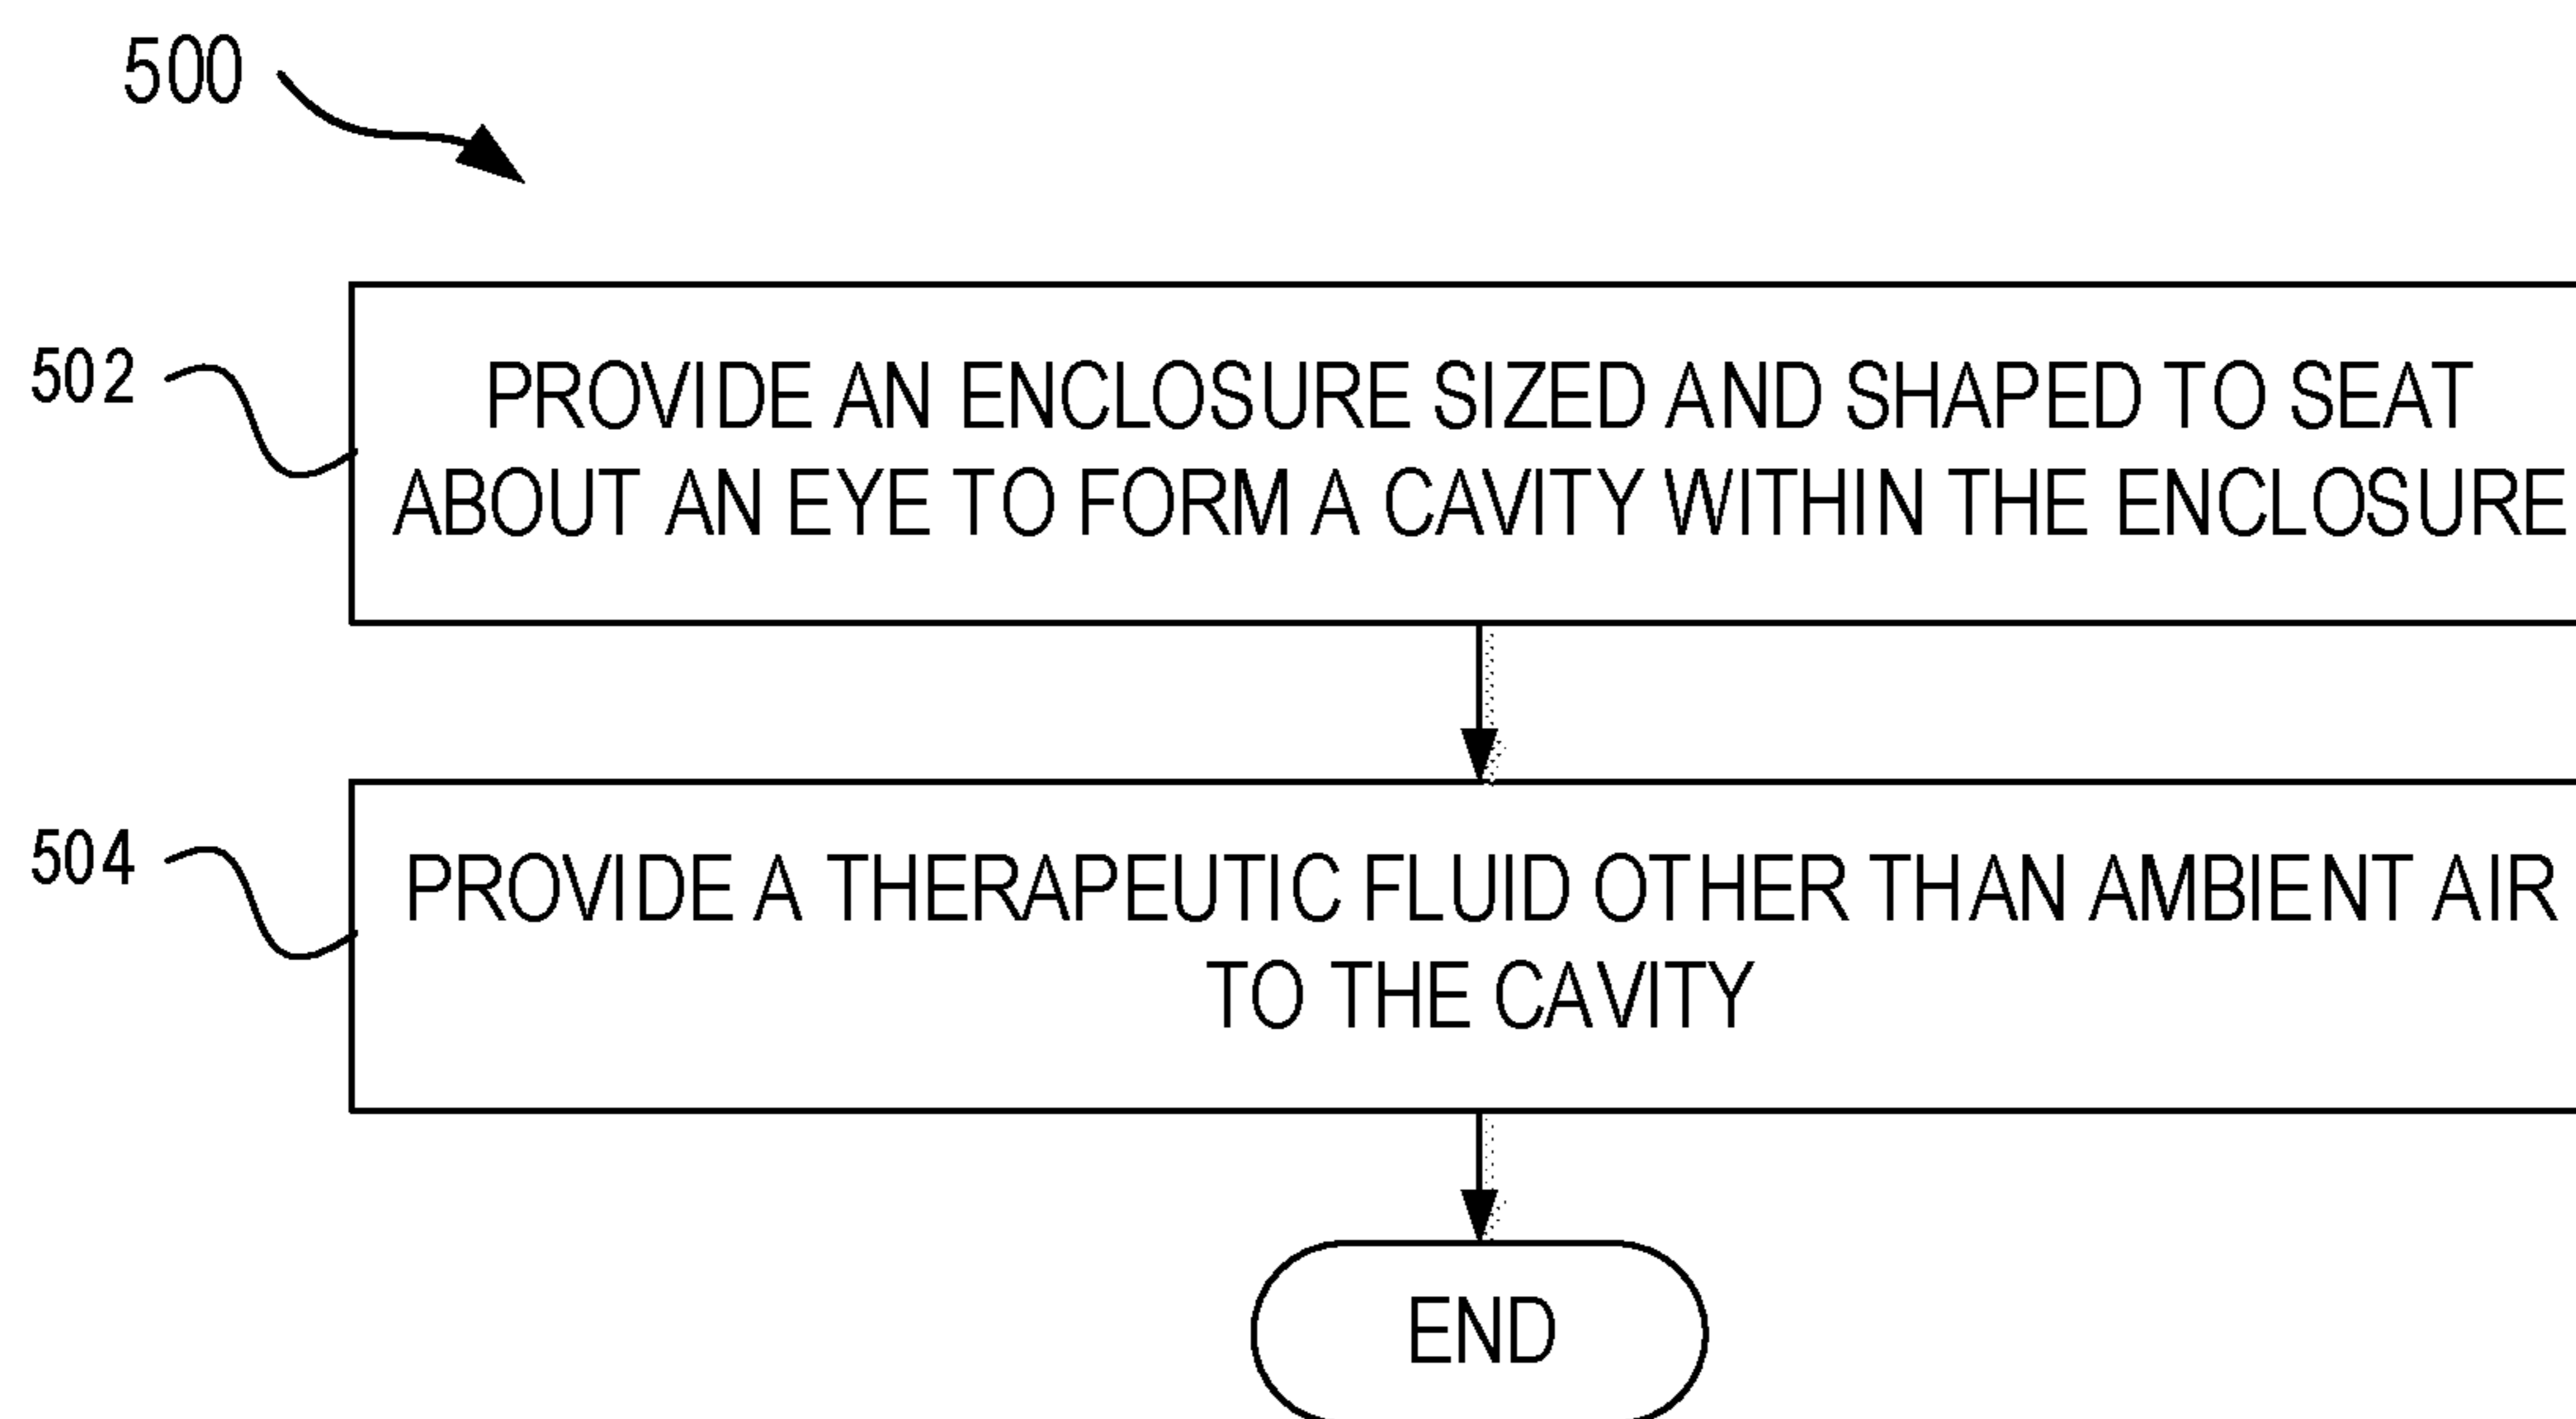 500
502
PROVIDE AN ENCLOSURE SIZED AND SHAPED TO SEAT
ABOUT AN EYE TO FORM A CAVITY WITHIN THE ENCLOSURE
504
PROVIDE A THERAPEUTIC FLUID OTHER THAN AMBIENT AIR
TO THE CAVITY
END